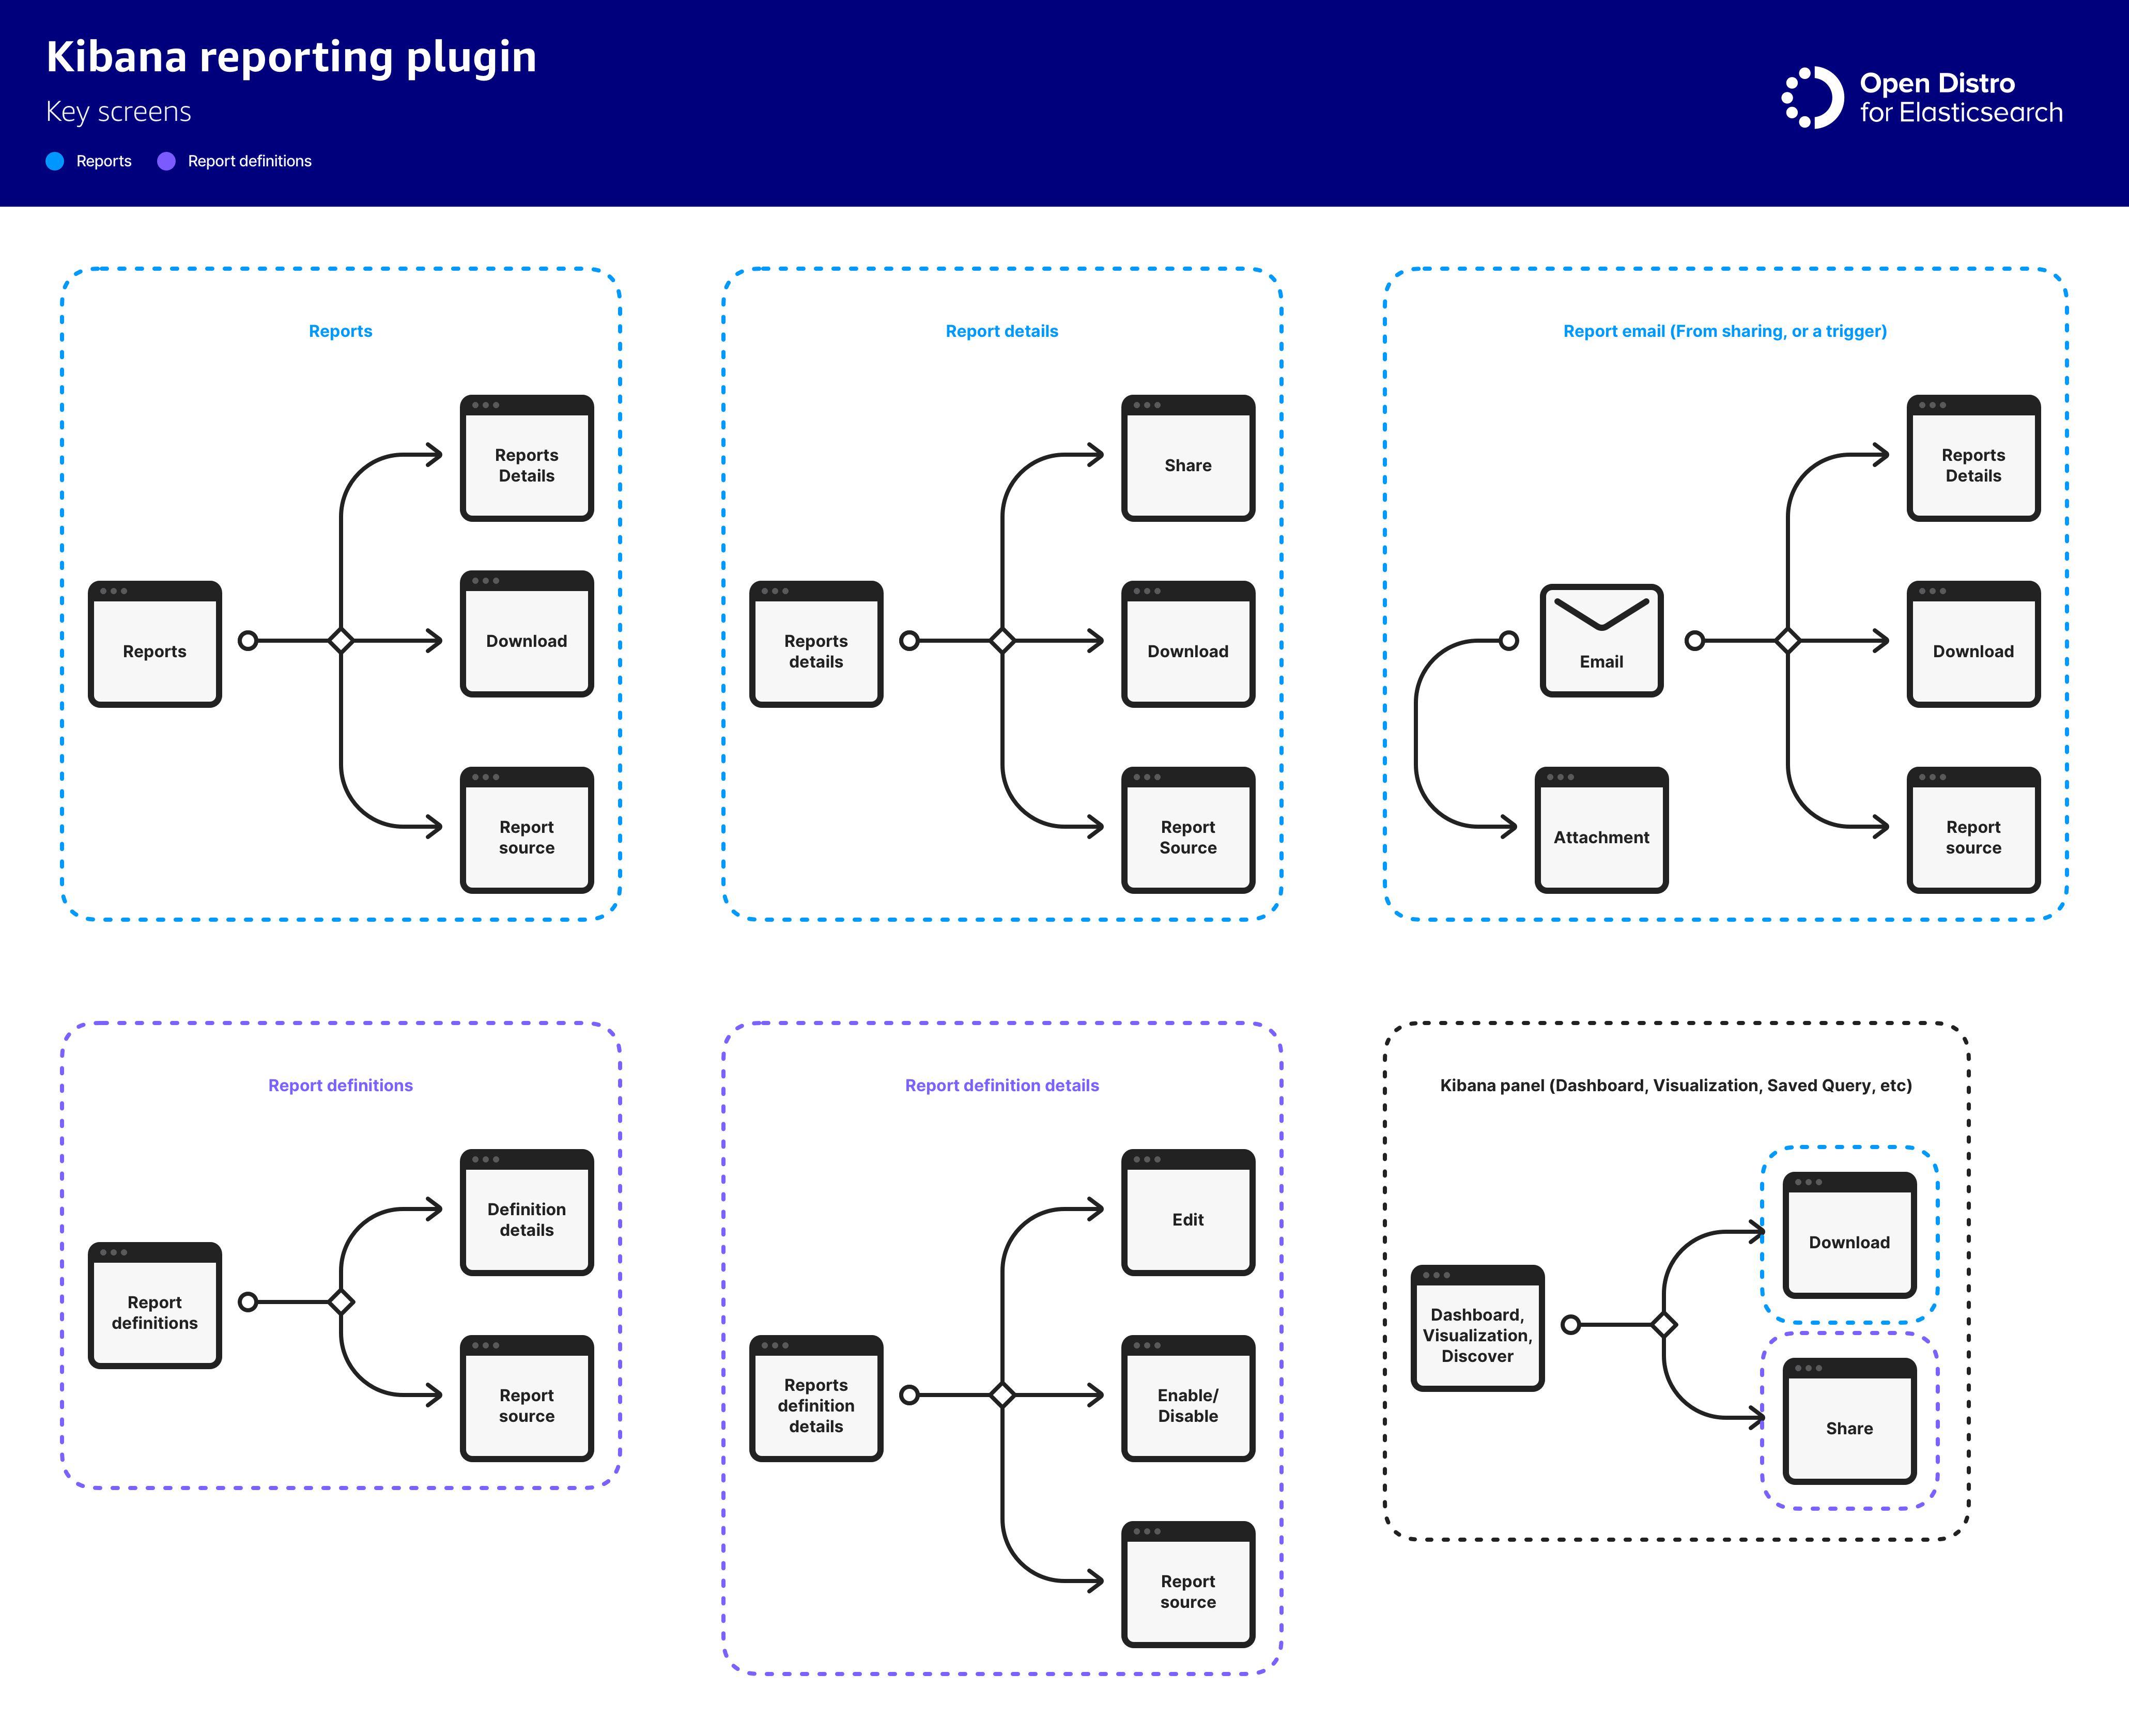 Kibana reporting plugin
Key screens
Reports
Report definitions
Open Distro
for Elasticsearch
Reports
Reports
Reports
Details
Download
Report
source
Report details
Reports
details
Share
Download
Report
Source
Report email (From sharing, or a trigger)
Email
Attachment
Reports
Details
Download
Report
source
Report definitions
Report
definitions
Definition
details
Report
source
Report definition details
Reports
definition
details
Edit
Enable/
Disable
Report
source
Kibana panel (Dashboard, Visualization, Saved Query, etc)
Dashboard,
Visualization,
Discover
Download
Share